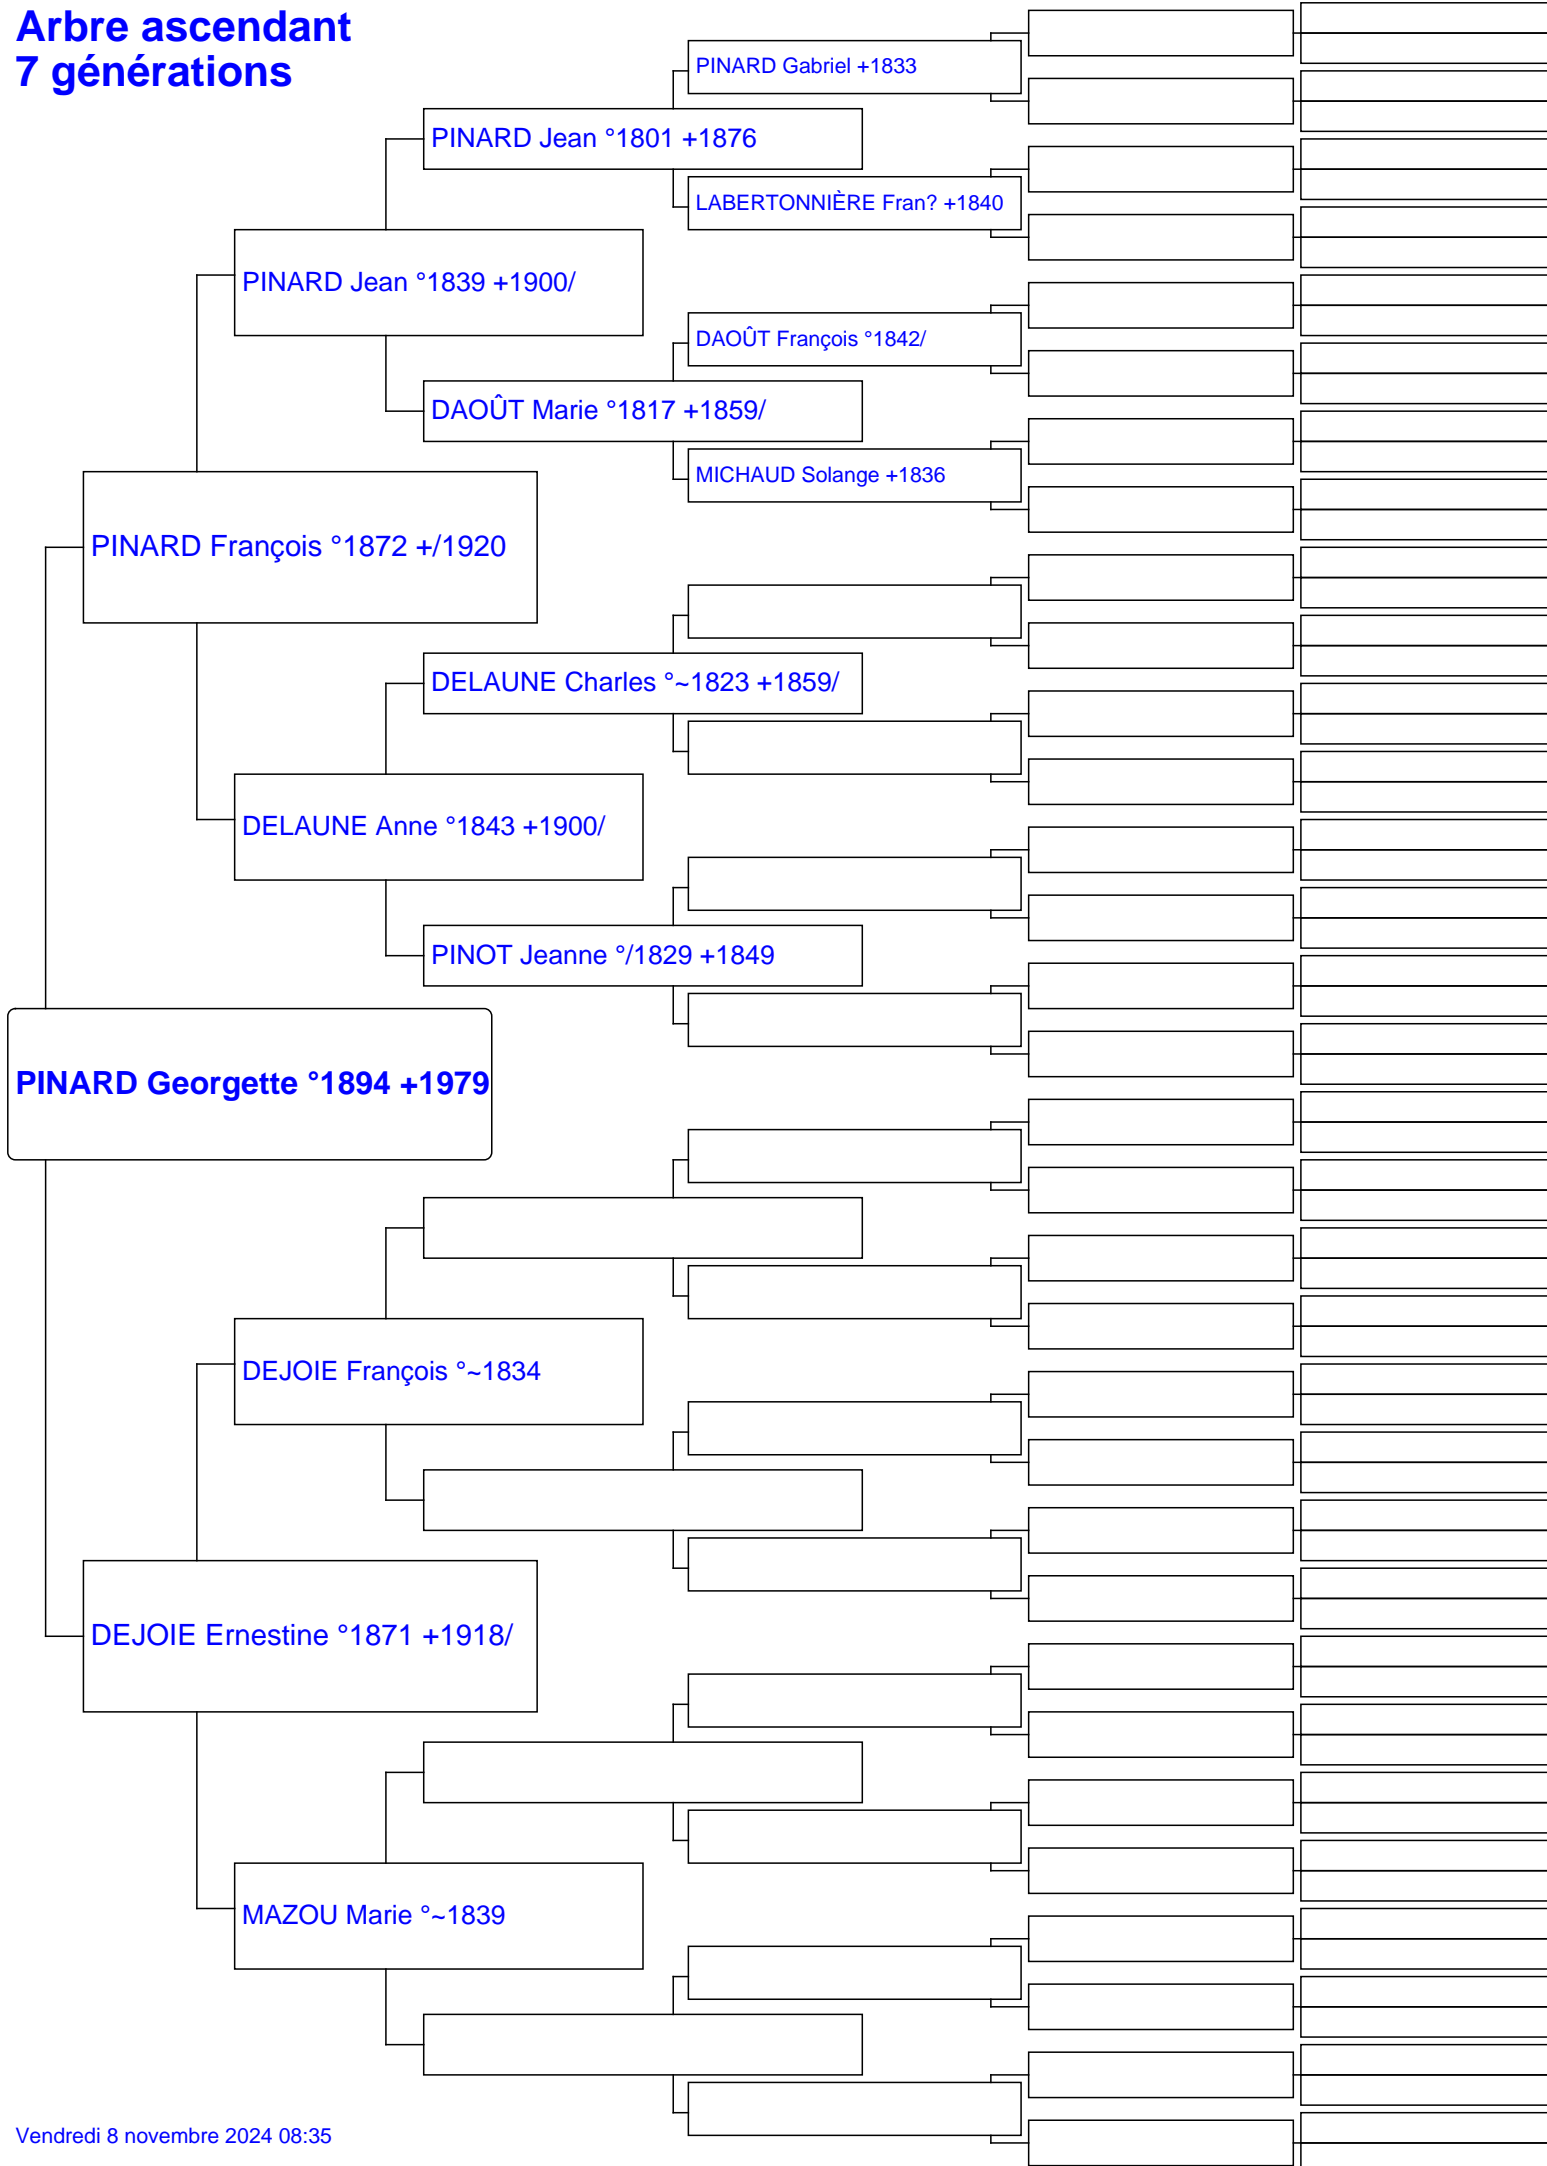 Arbre ascendant
7 générations
PINARD Gabriel +1833
PINARD Jean °1801 +1876
LABERTONNIÈRE Fran? +1840
PINARD Jean °1839 +1900/
DAOÛT François °1842/
DAOÛT Marie °1817 +1859/
MICHAUD Solange +1836
PINARD François °1872 +/1920
DELAUNE Charles °~1823 +1859/
DELAUNE Anne °1843 +1900/
PINOT Jeanne °/1829 +1849
PINARD Georgette °1894 +1979
DEJOIE François °~1834
DEJOIE Ernestine °1871 +1918/
MAZOU Marie °~1839
Vendredi 8 novembre 2024 08:35